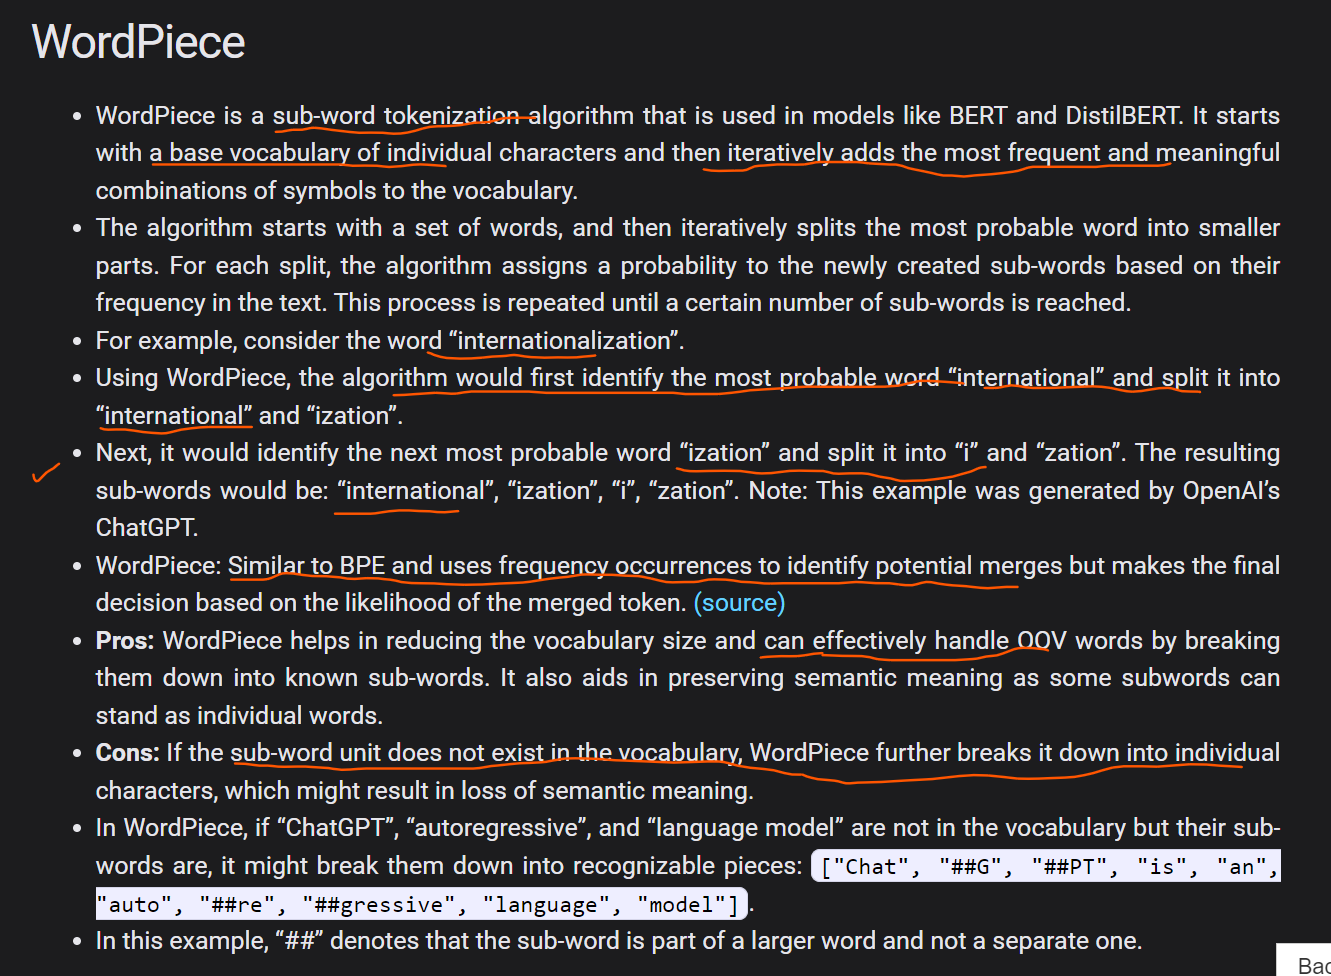 WordPiece
• WordPiece is a sub-word tokenization algorithm that is used in models like BERT and DistilBERT. It starts
with a base vocabulary of individual characters and then iteratively adds the most frequent and meaningful
combinations of symbols to the vocabulary.
• The algorithm starts with a set of words, and then iteratively splits the most probable word into smaller
parts. For each split, the algorithm assigns a probability to the newly created sub-words based on their
frequency in the text. This process is repeated until a certain number of sub-words is reached.
• For example, consider the word “internationalization”.
• Using WordPiece, the algorithm would first identify the most probable word “international” and split it into
“international” and “ization”.
• Next, it would identify the next most probable word “ization” and split it into “i” and “zation”. The resulting
sub-words would be: “international”, “ization”, “i”, “zation”. Note: This example was generated by OpenAI’s
ChatGPT.
• WordPiece: Similar to BPE and uses frequency occurrences to identify potential merges but makes the final
decision based on the likelihood of the merged token. (source)
• Pros: WordPiece helps in reducing the vocabulary size and can effectively handle OOV words by breaking
them down into known sub-words. It also aids in preserving semantic meaning as some subwords can
stand as individual words.
• Cons: If the sub-word unit does not exist in the vocabulary, WordPiece further breaks it down into individual
characters, which might result in loss of semantic meaning.
• In WordPiece, if “ChatGPT”, “autoregressive”, and “language model” are not in the vocabulary but their sub-
words are, it might break them down into recognizable pieces: ["Chat", "##G", "##PT", "is", "an",
"auto", "##re", "##gressive", "language", "model"].
• In this example, “##” denotes that the sub-word is part of a larger word and not a separate one.